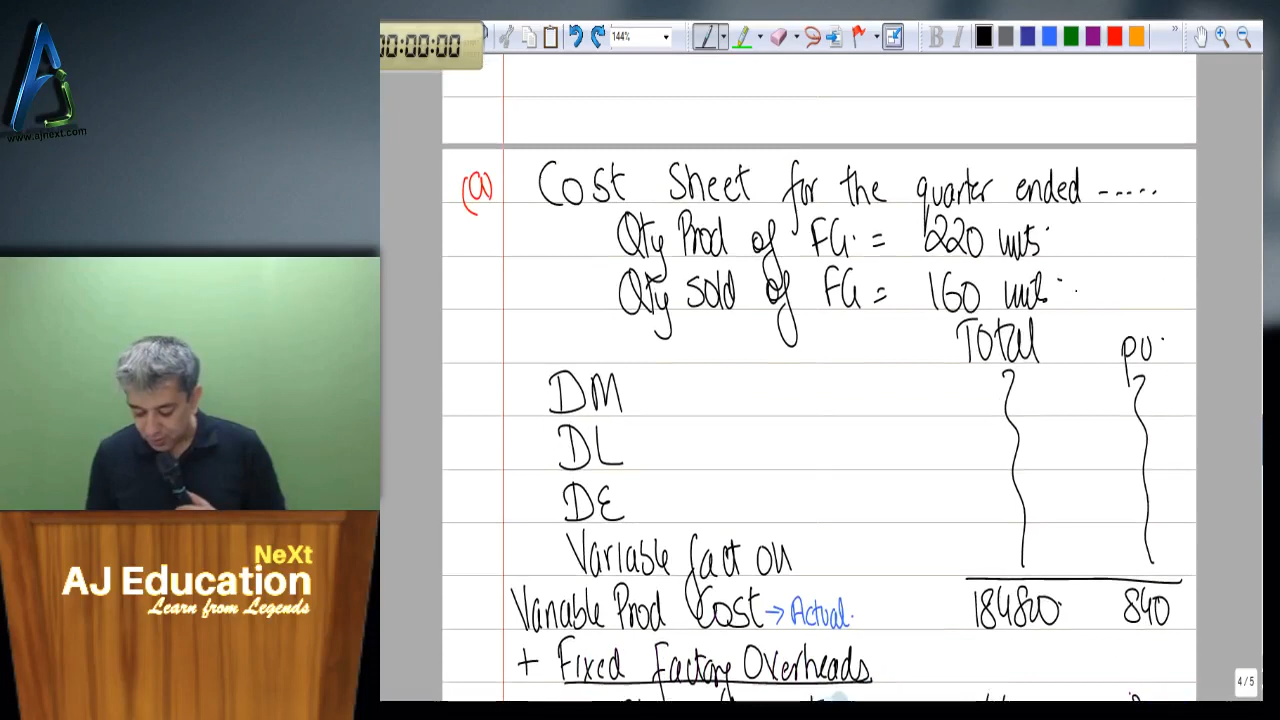 www.ajnext.com
00:00:00
144%
B I
(a) Cost Sheet for the quarter ended -----
Qty Prod of FG. = 220 units.
Qty sold of FG = 160 units..
Total PU.
DM
DL
DE
Variable fact OH
Variable Prod Cost → Actual. 184800. 840
+ Fixed Factory Overheads
4/5
NeXt
AJ Education
Learn from Legends